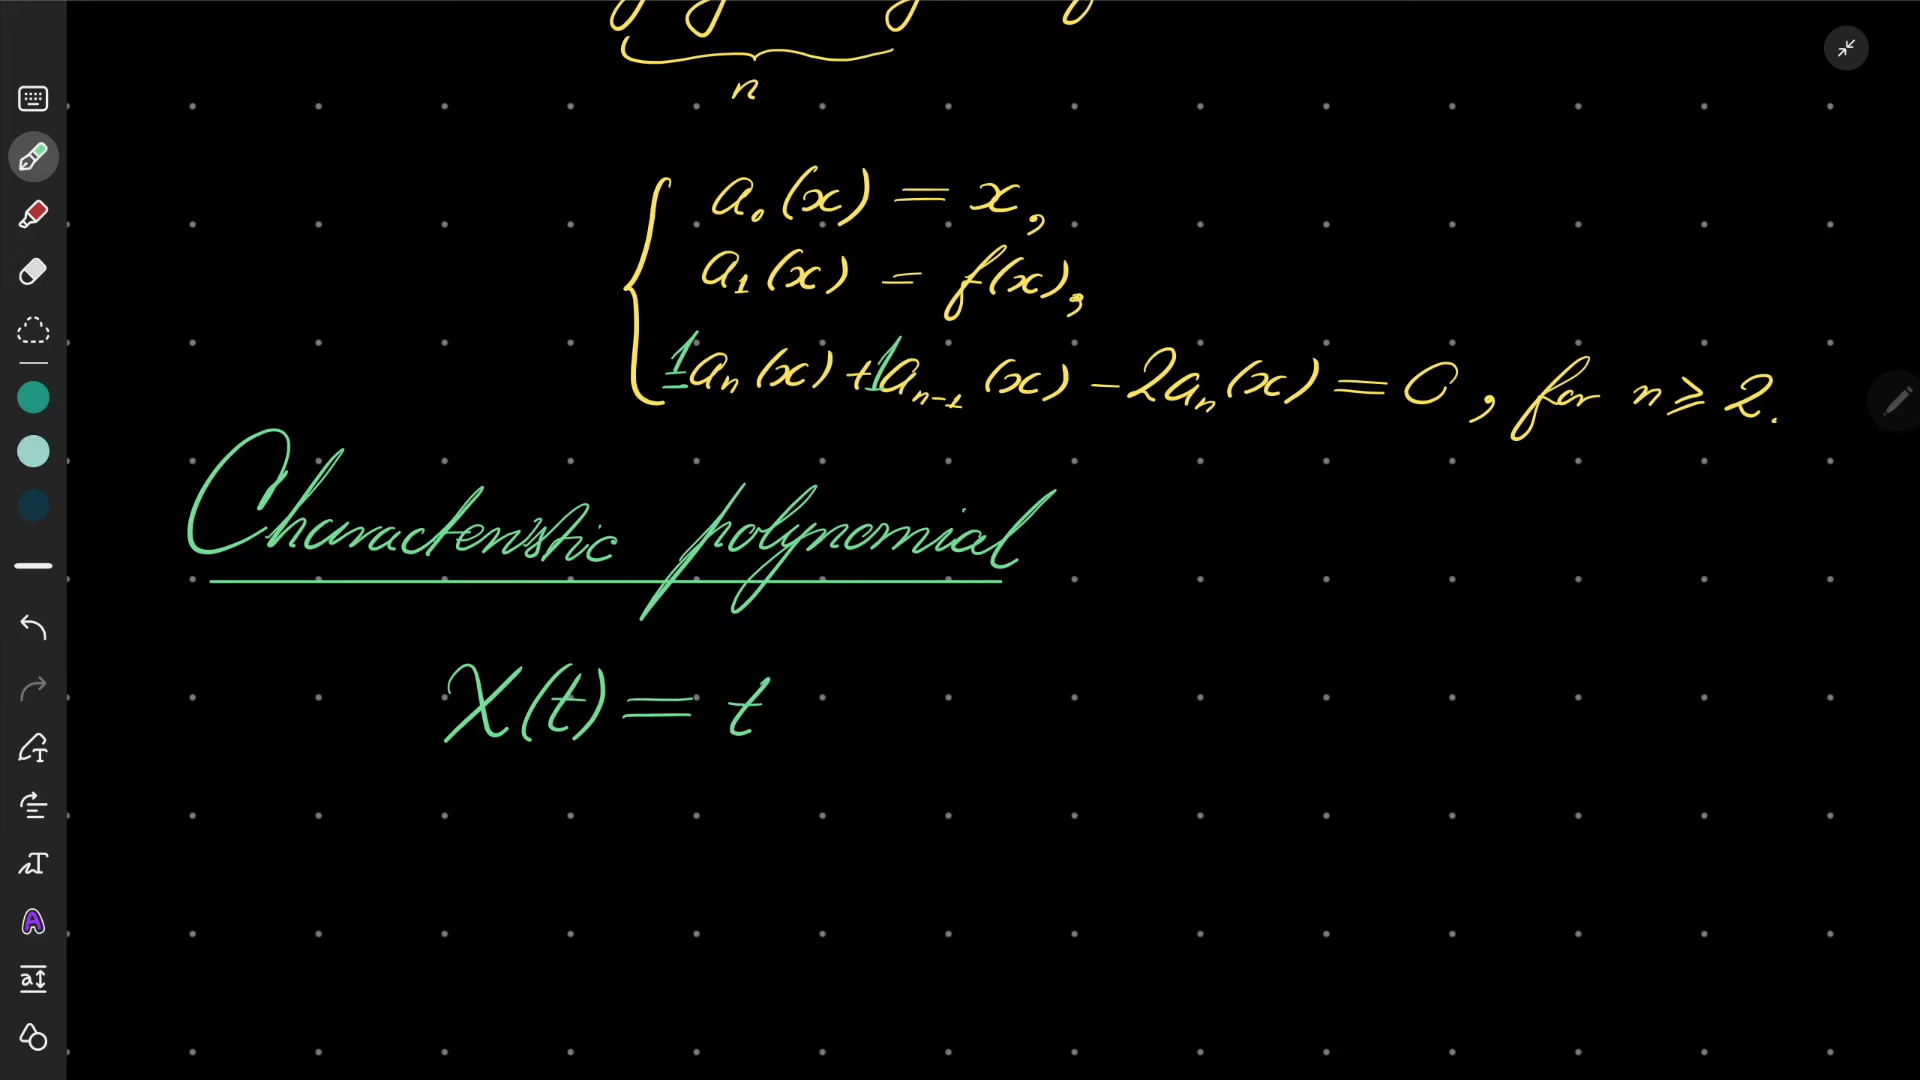 n
a₀(x) = x,
a₁(x) = f(x),
1aₙ(x) + 1aₙ₋₁(x) - 2aₙ(x) = 0, for n ⩾ 2.
Characteristic polynomial
X(t) = t